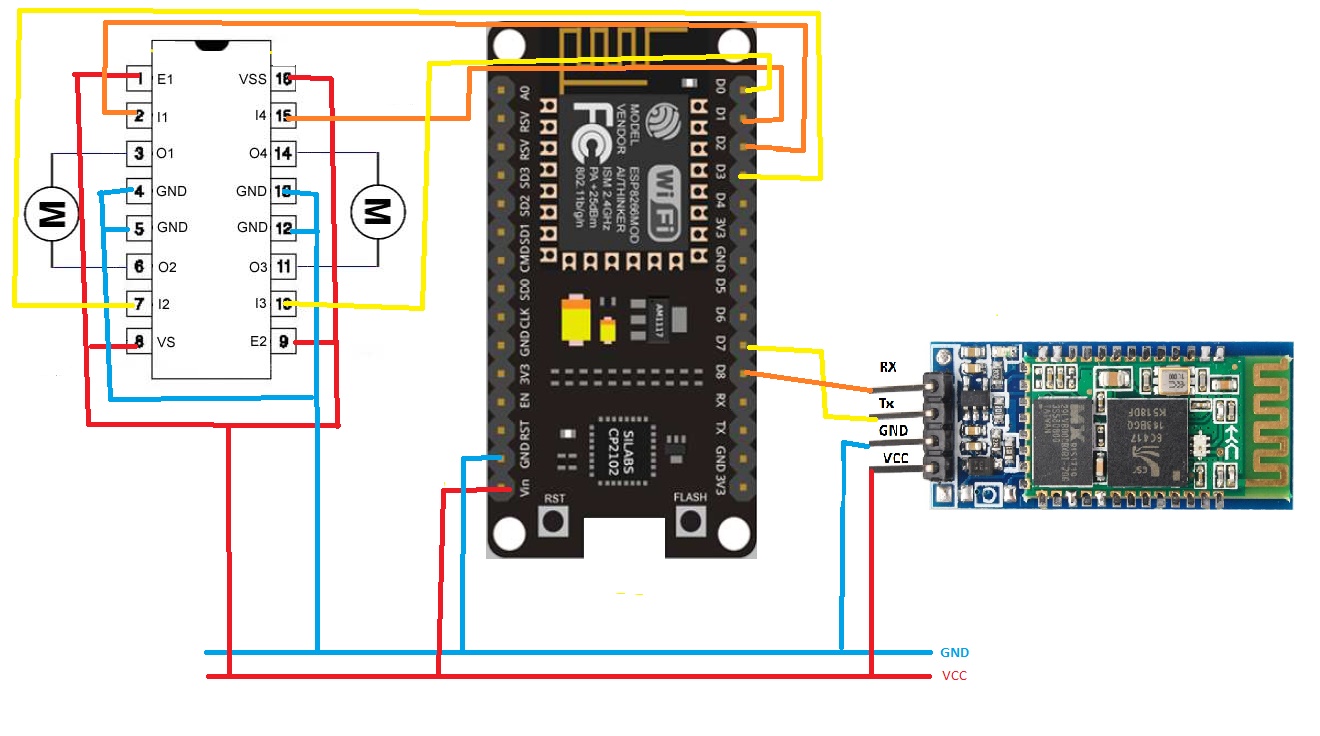 1 E1
2 I1
3 O1
4 GND
5 GND
6 O2
7 I2
8 VS
VSS 16
I4 15
O4 14
GND 13
GND 12
O3 11
I3 10
E2 9
M
M
A0
RSV
RSV
SD3
SD2
SD1
CMD
SD0
CLK
GND
3V3
EN
RST
GND
Vin
D0
D1
D2
D3
D4
3V3
GND
D5
D6
D7
D8
RX
TX
GND
3V3
MODEL
VENDOR
ESP8266MOD
AI/THINKER
ISM 2.4GHz
PA +25dBm
802.11b/g/n
FC
Wi Fi
AM1117
SILABS
CP2102
RST
FLASH
RX
Tx
GND
VCC
GND
VCC